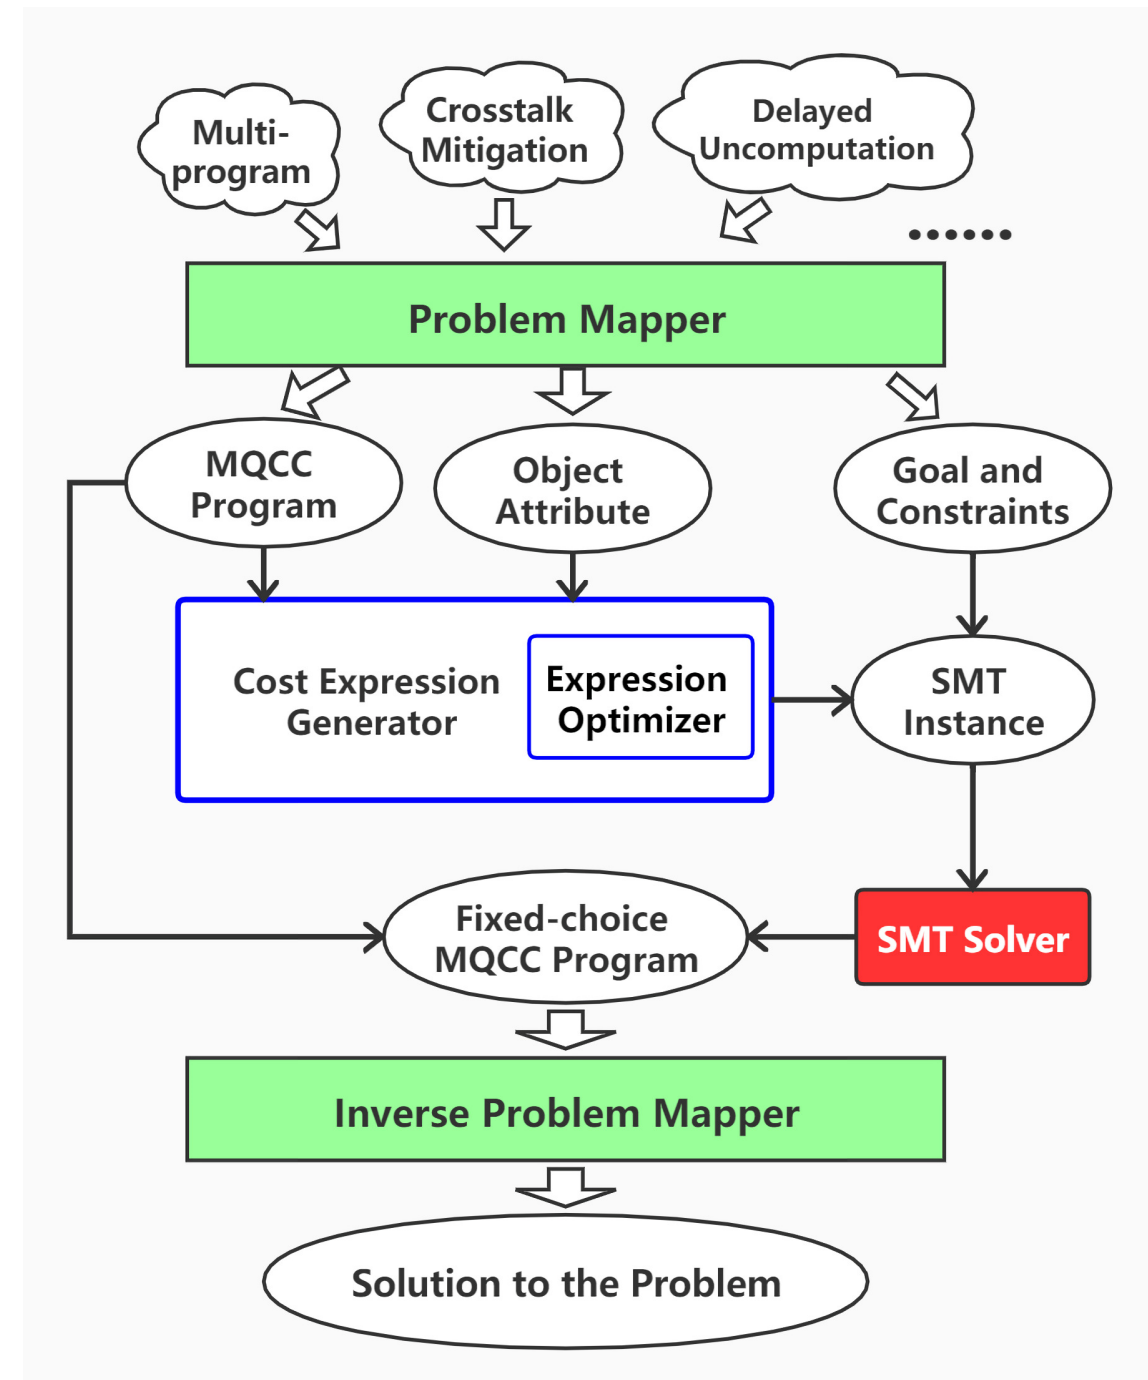 Multi-
program
Crosstalk
Mitigation
Delayed
Uncomputation
......
Problem Mapper
MQCC
Program
Object
Attribute
Goal and
Constraints
Cost Expression
Generator
Expression
Optimizer
SMT
Instance
Fixed-choice
MQCC Program
SMT Solver
Inverse Problem Mapper
Solution to the Problem